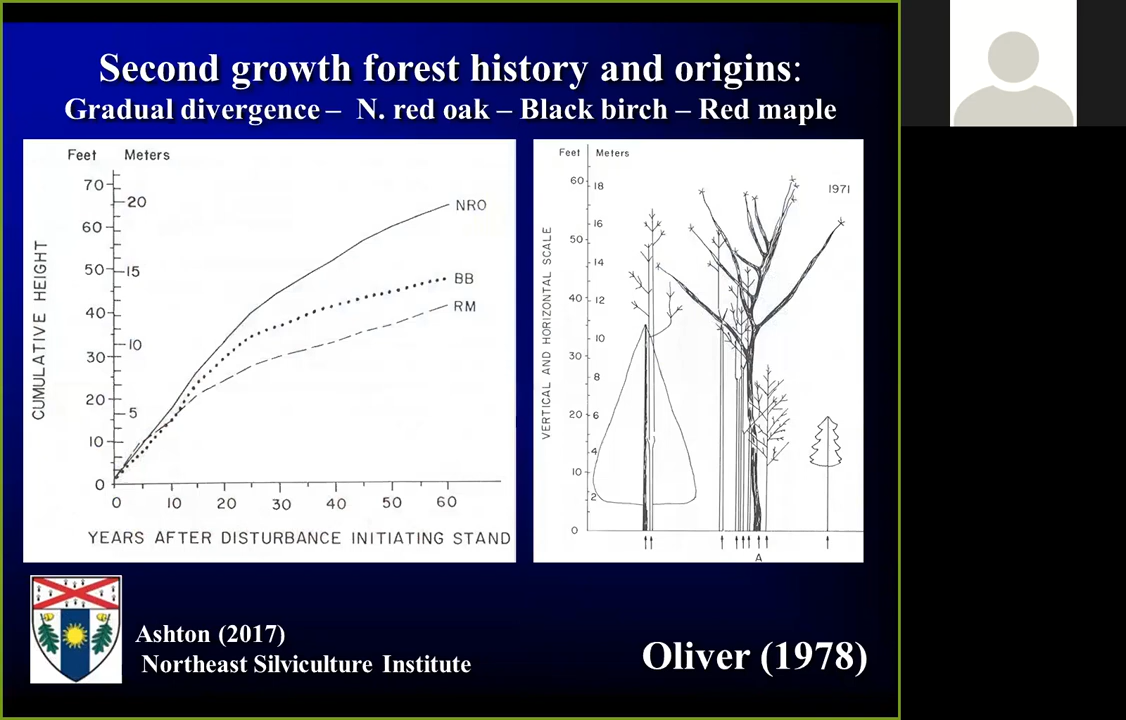 Second growth forest history and origins:
Gradual divergence – N. red oak – Black birch – Red maple
Feet Meters
70
60
50
40
30
20
10
0
20
15
10
5
CUMULATIVE HEIGHT
NRO
BB
RM
0 10 20 30 40 50 60
YEARS AFTER DISTURBANCE INITIATING STAND
Feet Meters
60
50
40
30
20
10
0
18
16
14
12
10
8
6
4
2
VERTICAL AND HORIZONTAL SCALE
1971
A
Ashton (2017)
Northeast Silviculture Institute
Oliver (1978)